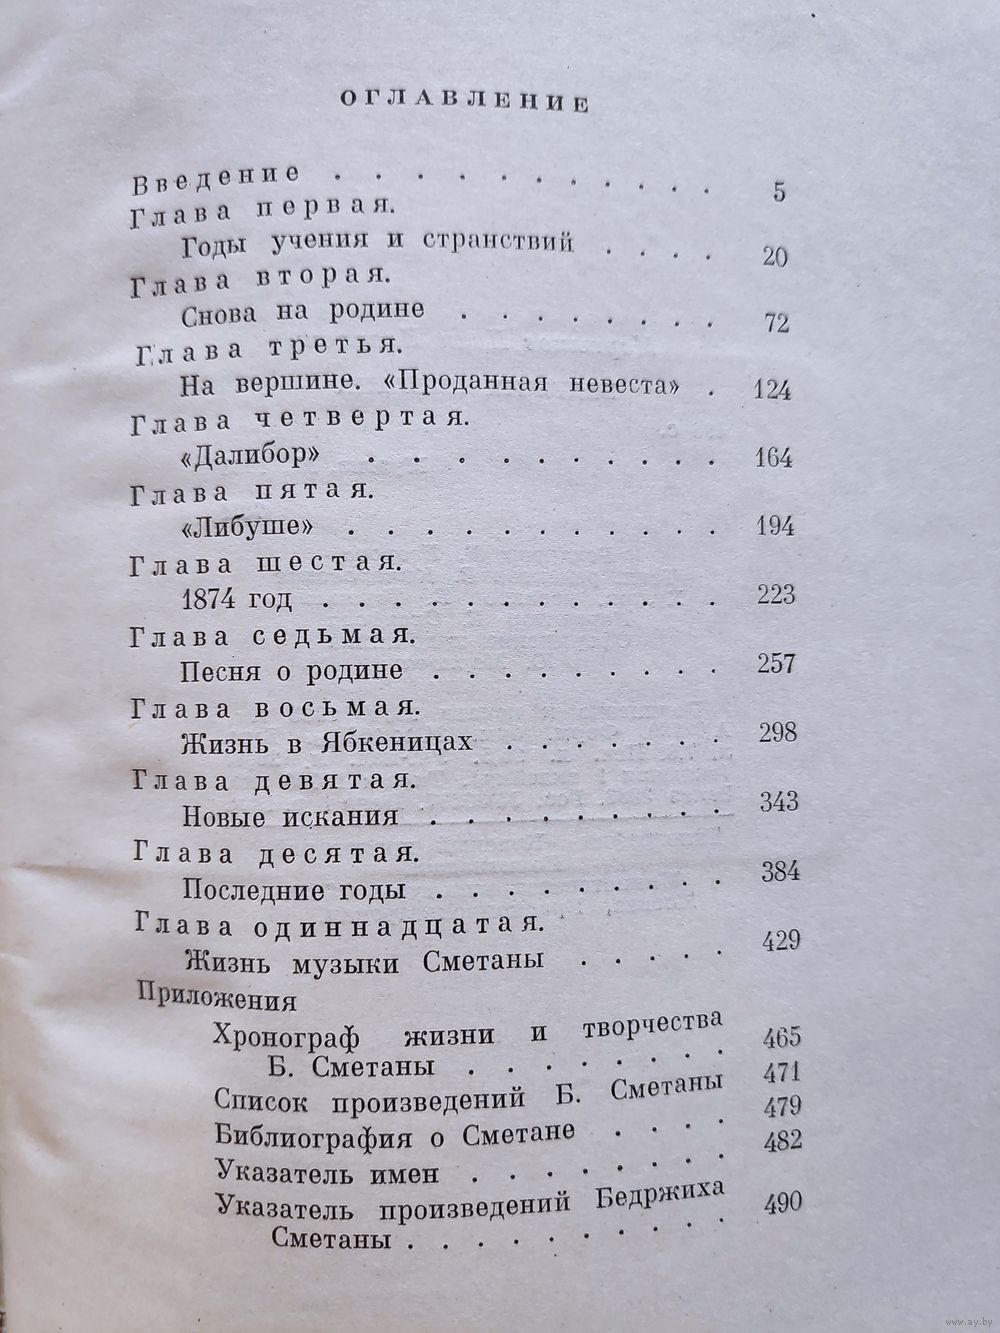 ОГЛАВЛЕНИЕ
Введение . . . . . . . . . . . 5
Глава первая.
Годы учения и странствий . . . . 20
Глава вторая.
Снова на родине . . . . . . . . 72
Глава третья.
На вершине. «Проданная невеста» . 124
Глава четвертая.
«Далибор» . . . . . . . . . . . 164
Глава пятая.
«Либуше» . . . . . . . . . . . 194
Глава шестая.
1874 год . . . . . . . . . . . . 223
Глава седьмая.
Песня о родине . . . . . . . . . 257
Глава восьмая.
Жизнь в Ябкеницах . . . . . . . 298
Глава девятая.
Новые искания . . . . . . . . . 343
Глава десятая.
Последние годы . . . . . . . . . 384
Глава одиннадцатая.
Жизнь музыки Сметаны . . . . . 429
Приложения
Хронограф жизни и творчества
Б. Сметаны . . . . . . . . 465
Список произведений Б. Сметаны 471
Библиография о Сметане . . . . 479
Указатель имен . . . . . . . . 482
Указатель произведений Бедржиха
Сметаны . . . . . . . . . . 490
www.ay.by